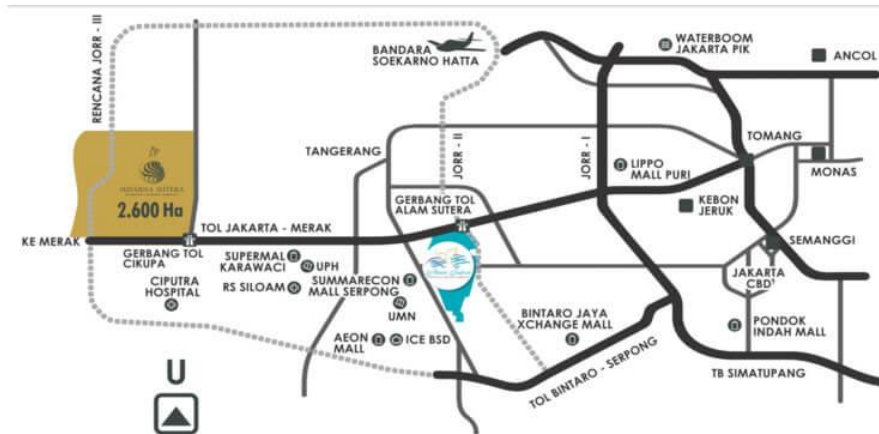 RENCANA JORR - III
BANDARA
SOEKARNO HATTA
WATERBOOM
JAKARTA PIK
ANCOL
TANGERANG
JORR - II
JORR - I
TOMANG
LIPPO
MALL PURI
MONAS
2.600 Ha
GERBANG TOL
ALAM SUTERA
KEBON
JERUK
TOL JAKARTA - MERAK
KE MERAK
GERBANG TOL
CIKUPA
SUPERMAL
KARAWACI
UPH
SEMANGGI
CIPUTRA
HOSPITAL
RS SILOAM
SUMMARECON
MALL SERPONG
UMN
JAKARTA
CBD
BINTARO JAYA
XCHANGE MALL
PONDOK
INDAH MALL
AEON
MALL
ICE BSD
TOL BINTARO - SERPONG
TB SIMATUPANG
U